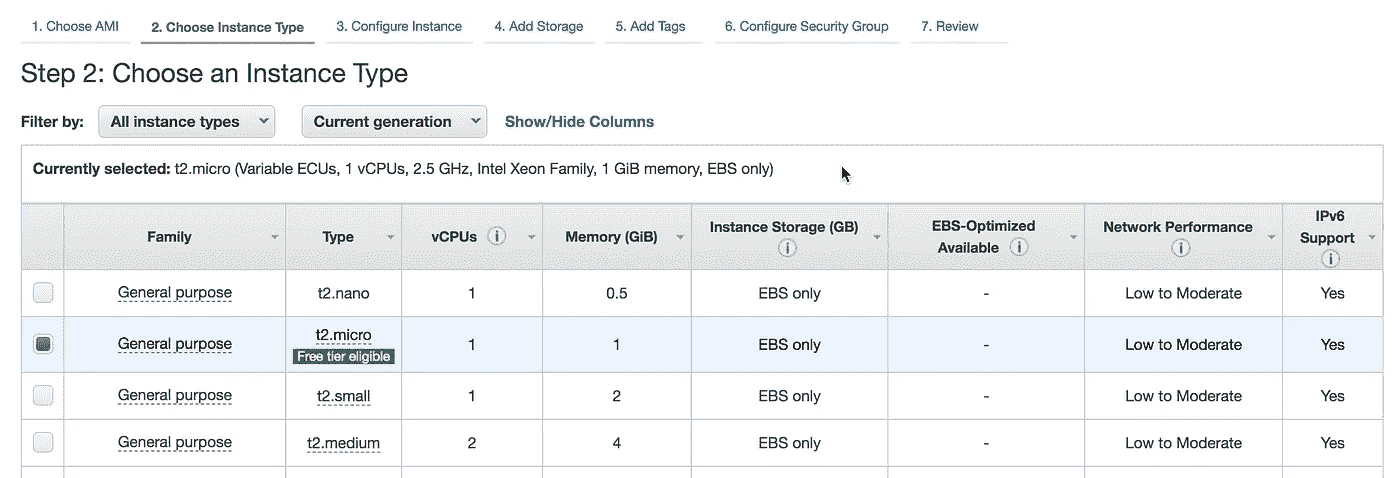 1. Choose AMI 2. Choose Instance Type 3. Configure Instance 4. Add Storage 5. Add Tags 6. Configure Security Group 7. Review
Step 2: Choose an Instance Type
Filter by: All instance types Current generation Show/Hide Columns
Currently selected: t2.micro (Variable ECUs, 1 vCPUs, 2.5 GHz, Intel Xeon Family, 1 GiB memory, EBS only)
Family Type vCPUs Memory (GiB) Instance Storage (GB) EBS-Optimized Available Network Performance IPv6 Support
General purpose t2.nano 1 0.5 EBS only - Low to Moderate Yes
General purpose t2.micro Free tier eligible 1 1 EBS only - Low to Moderate Yes
General purpose t2.small 1 2 EBS only - Low to Moderate Yes
General purpose t2.medium 2 4 EBS only - Low to Moderate Yes